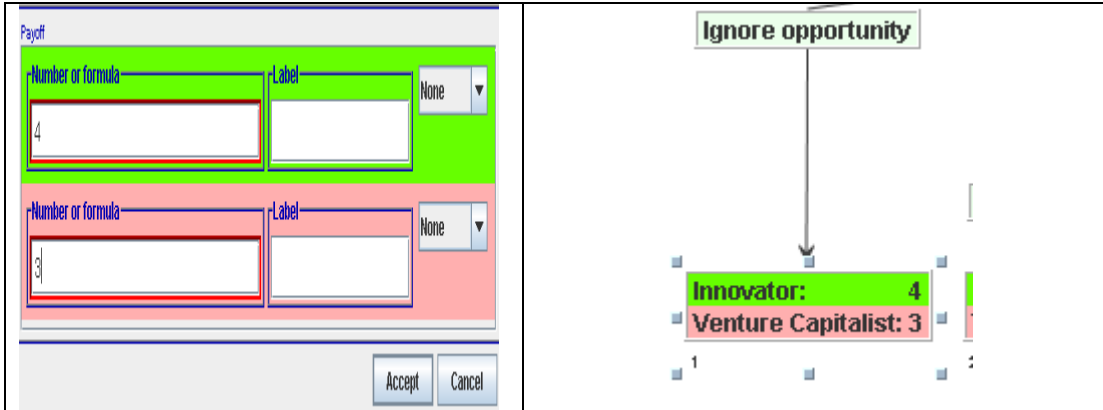 Payoff
Number or formula
Label
None
4
Number or formula
Label
None
3
Accept Cancel
Ignore opportunity
Innovator: 4
Venture Capitalist: 3
1